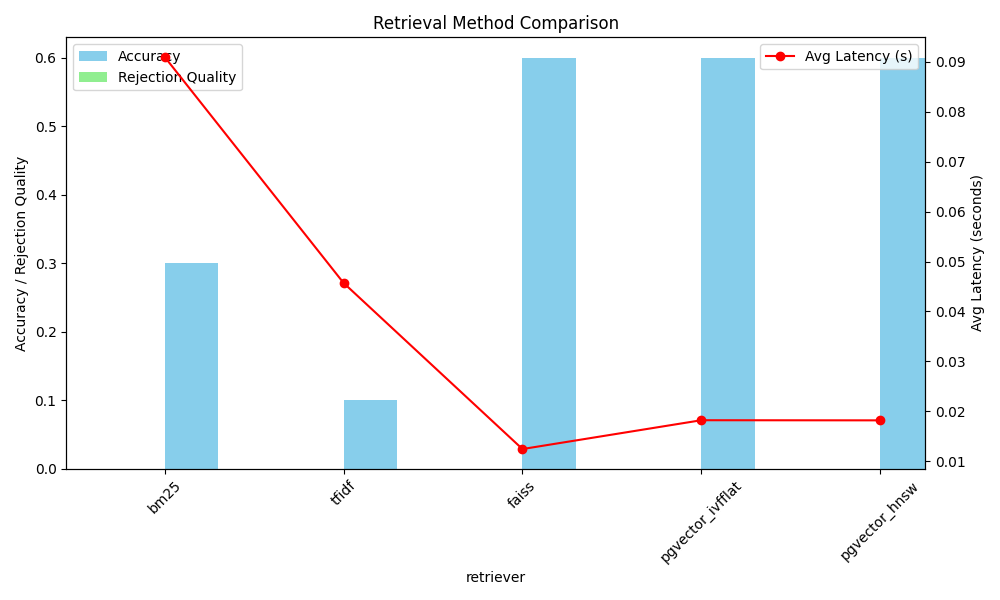 Retrieval Method Comparison
Accuracy
Rejection Quality
Avg Latency (s)
Accuracy / Rejection Quality
0.6
0.5
0.4
0.3
0.2
0.1
0.0
0.09
0.08
0.07
0.06
0.05
0.04
0.03
0.02
0.01
Avg Latency (seconds)
bm25
tfidf
faiss
pgvector_ivfflat
pgvector_hnsw
retriever